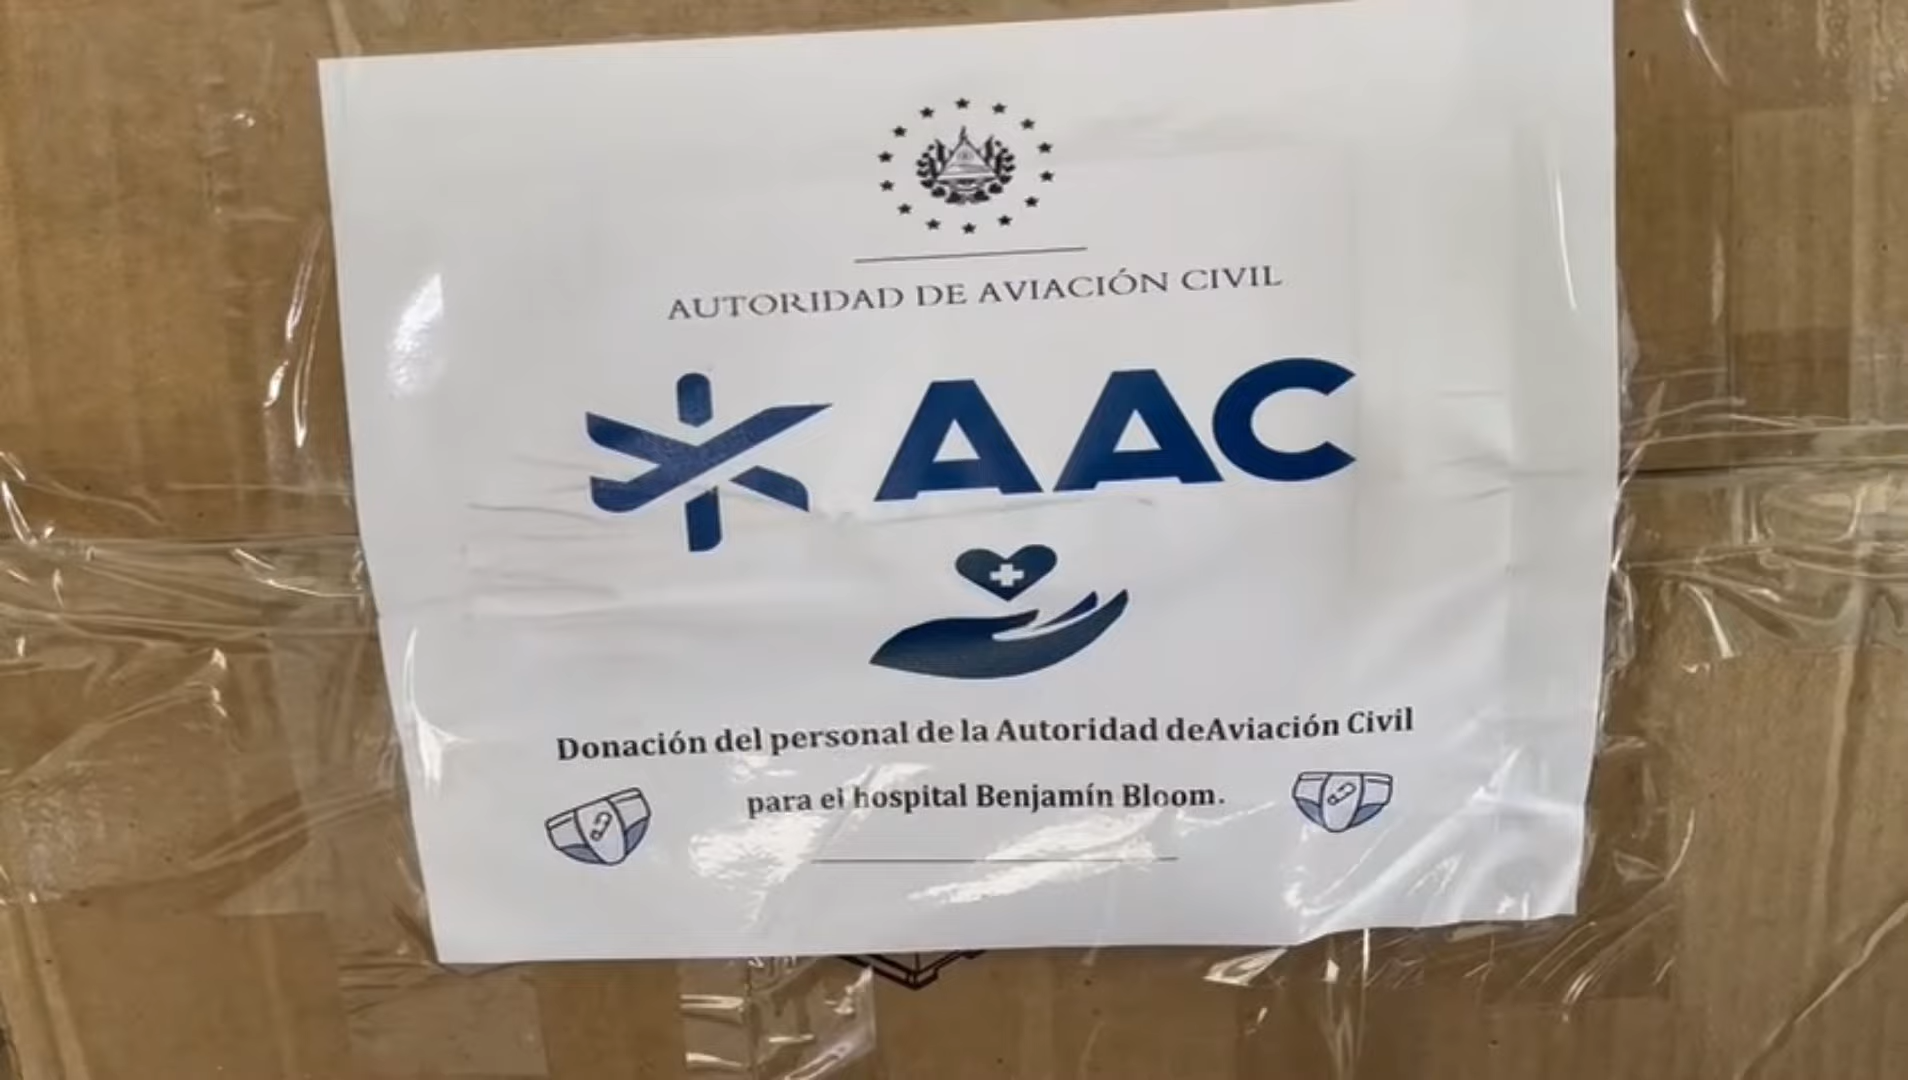 AUTORIDAD DE AVIACIÓN CIVIL
AAC
Donación del personal de la Autoridad deAviación Civil
para el hospital Benjamín Bloom.